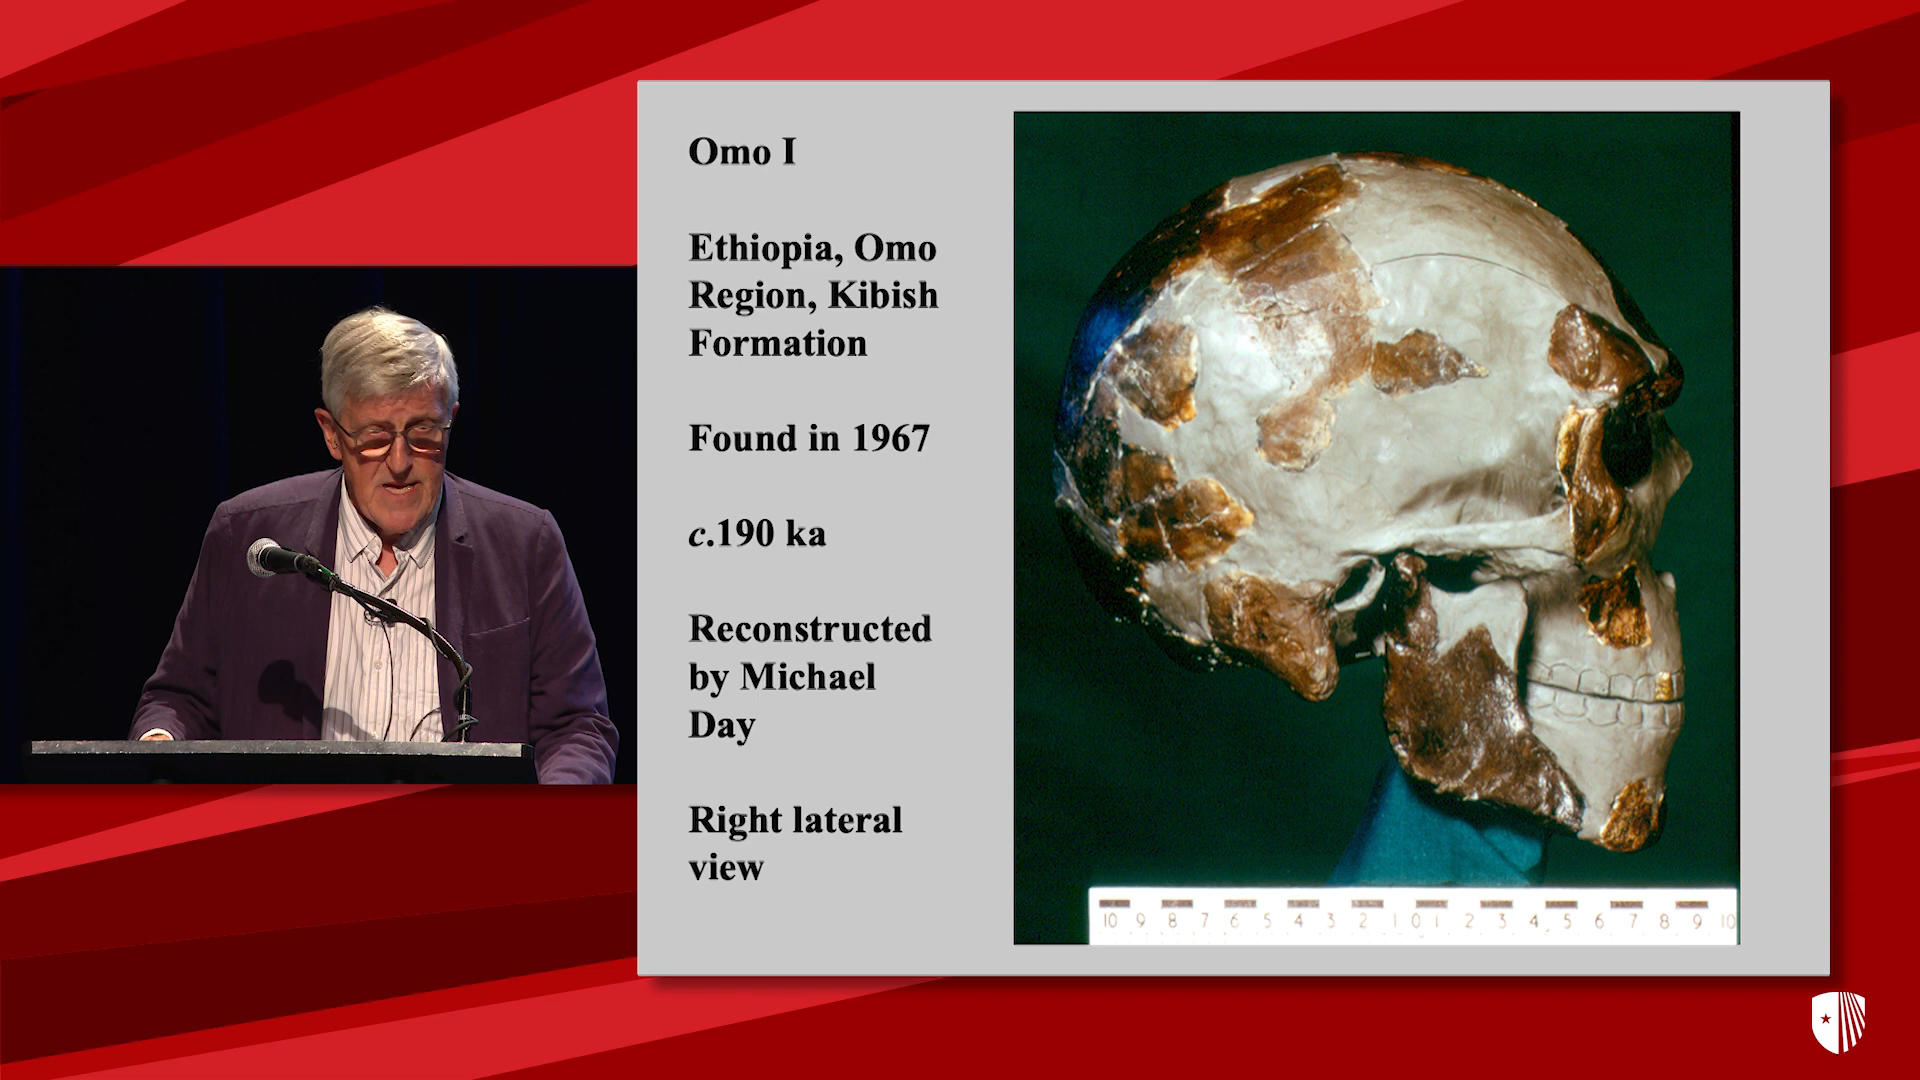 Omo I
Ethiopia, Omo
Region, Kibish
Formation
Found in 1967
c.190 ka
Reconstructed
by Michael
Day
Right lateral
view
10 9 8 7 6 5 4 3 2 1 0 1 2 3 4 5 6 7 8 9 10